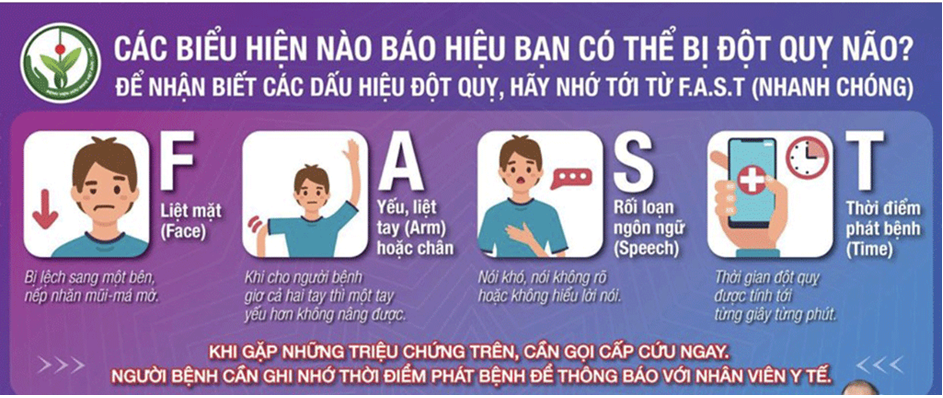 CÁC BIỂU HIỆN NÀO BÁO HIỆU BẠN CÓ THỂ BỊ ĐỘT QUỴ NÃO?
ĐỂ NHẬN BIẾT CÁC DẤU HIỆU ĐỘT QUỴ, HÃY NHỚ TỚI TỪ F.A.S.T (NHANH CHÓNG)
F
Liệt mặt
(Face)
Bị lệch sang một bên,
nếp nhăn mũi-má mờ.
A
Yếu, liệt
tay (Arm)
hoặc chân
Khi cho người bệnh
giơ cả hai tay thì một tay
yếu hơn không nâng được.
S
Rối loạn
ngôn ngữ
(Speech)
Nói khó, nói không rõ
hoặc không hiểu lời nói.
T
Thời điểm
phát bệnh
(Time)
Thời gian đột quỵ
được tính tới
từng giây từng phút.
KHI GẶP NHỮNG TRIỆU CHỨNG TRÊN, CẦN GỌI CẤP CỨU NGAY.
NGƯỜI BỆNH CẦN GHI NHỚ THỜI ĐIỂM PHÁT BỆNH ĐỂ THÔNG BÁO VỚI NHÂN VIÊN Y TẾ.